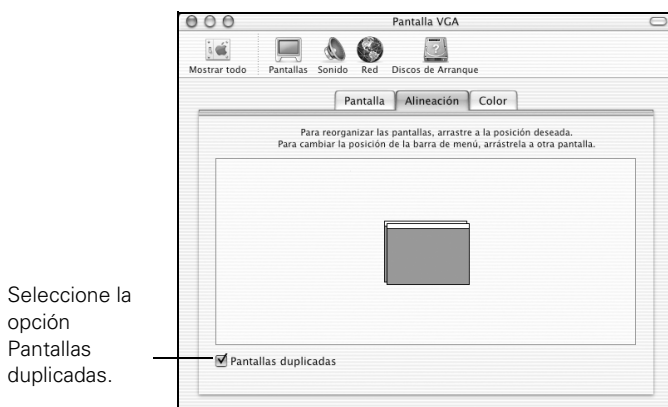 Pantalla VGA
Mostrar todo Pantallas Sonido Red Discos de Arranque
Pantalla Alineación Color
Para reorganizar las pantallas, arrastre a la posición deseada.
Para cambiar la posición de la barra de menú, arrástrela a otra pantalla.
Seleccione la
opción
Pantallas
duplicadas.
Pantallas duplicadas